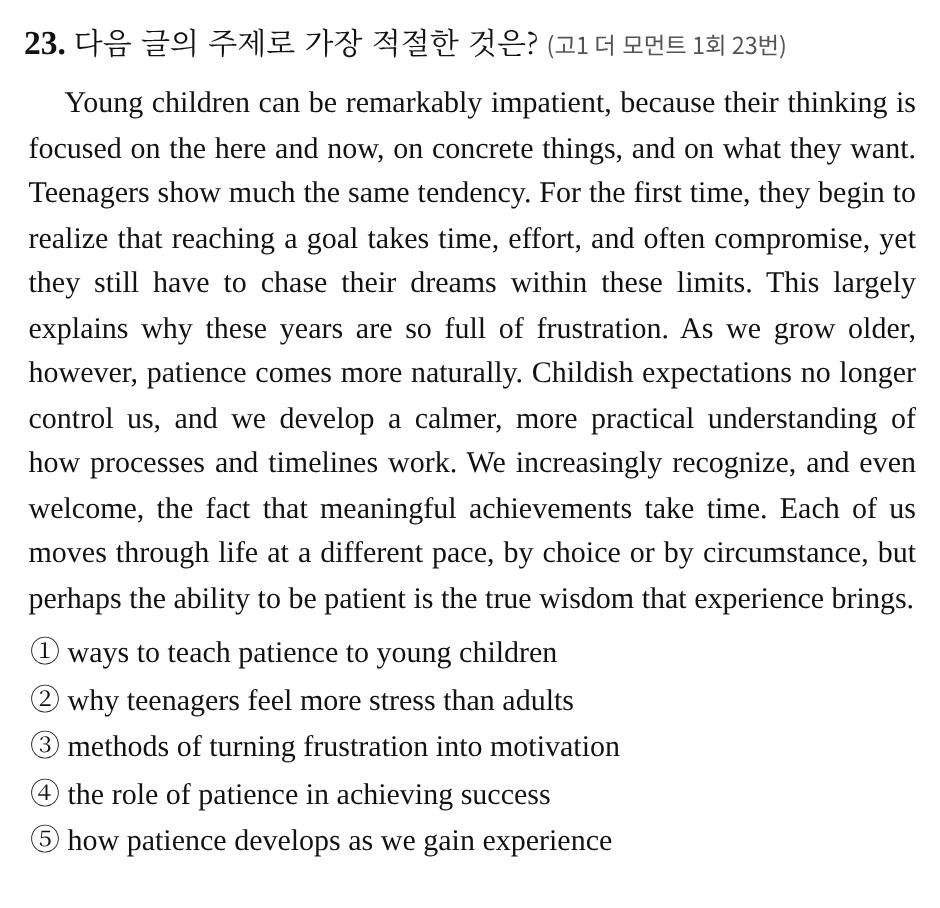 23. 다음 글의 주제로 가장 적절한 것은? (고1 더 모먼트 1회 23번)
Young children can be remarkably impatient, because their thinking is
focused on the here and now, on concrete things, and on what they want.
Teenagers show much the same tendency. For the first time, they begin to
realize that reaching a goal takes time, effort, and often compromise, yet
they still have to chase their dreams within these limits. This largely
explains why these years are so full of frustration. As we grow older,
however, patience comes more naturally. Childish expectations no longer
control us, and we develop a calmer, more practical understanding of
how processes and timelines work. We increasingly recognize, and even
welcome, the fact that meaningful achievements take time. Each of us
moves through life at a different pace, by choice or by circumstance, but
perhaps the ability to be patient is the true wisdom that experience brings.
① ways to teach patience to young children
② why teenagers feel more stress than adults
③ methods of turning frustration into motivation
④ the role of patience in achieving success
⑤ how patience develops as we gain experience